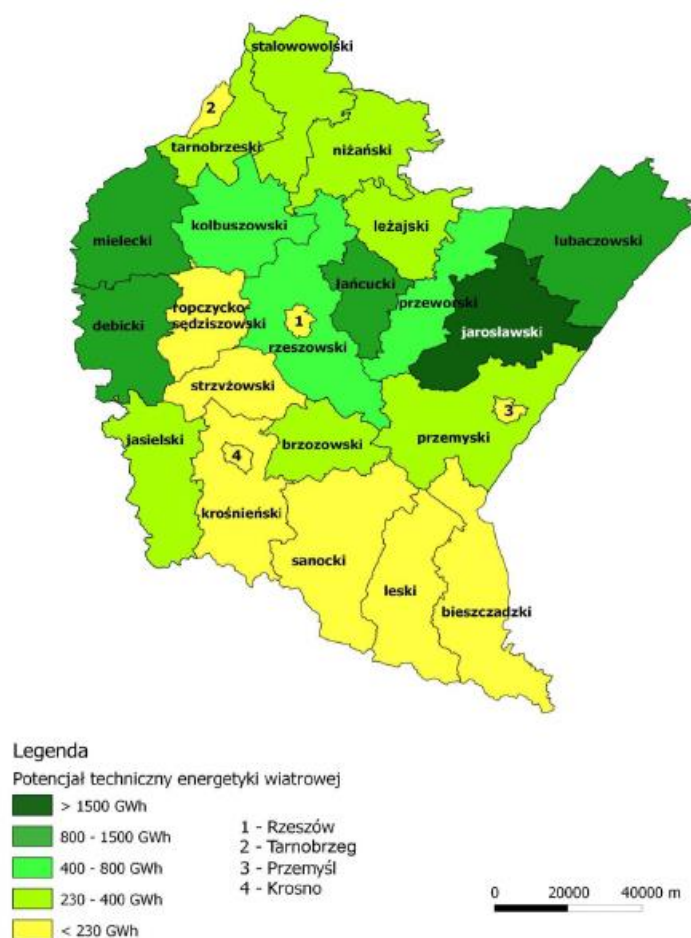 stalowowolski
2
tarnobrzeski
niżański
kolbuszowski
leżajski
mielecki
lubaczowski
łańcucki
ropczycko-
sędziszowski
przeworski
debicki
1
rzeszowski
jarosławski
strzyżowski
3
jasielski
brzozowski
przemyski
4
krośnieński
sanocki
leski
bieszczadzki
Legenda
Potencjał techniczny energetyki wiatrowej
> 1500 GWh
800 - 1500 GWh
400 - 800 GWh
230 - 400 GWh
< 230 GWh
1 - Rzeszów
2 - Tarnobrzeg
3 - Przemyśl
4 - Krosno
0 20000 40000 m